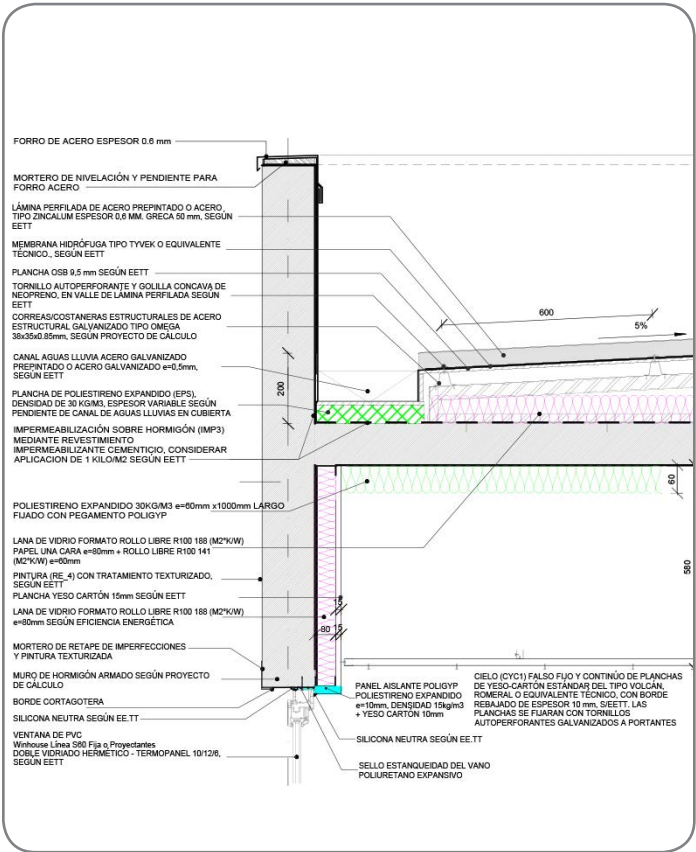 FORRO DE ACERO ESPESOR 0.6 mm
MORTERO DE NIVELACIÓN Y PENDIENTE PARA
FORRO ACERO
LÁMINA PERFILADA DE ACERO PREPINTADO O ACERO
TIPO ZINCALUM ESPESOR 0,6 MM. GRECA 50 mm, SEGÚN
EETT
MEMBRANA HIDRÓFUGA TIPO TYVEK O EQUIVALENTE
TÉCNICO., SEGÚN EETT
PLANCHA OSB 9,5 mm SEGÚN EETT
TORNILLO AUTOPERFORANTE Y GOLILLA CONCAVA DE
NEOPRENO, EN VALLE DE LÁMINA PERFILADA SEGÚN
EETT
CORREAS/COSTANERAS ESTRUCTURALES DE ACERO
ESTRUCTURAL GALVANIZADO TIPO OMEGA
38x35x0.85mm, SEGÚN PROYECTO DE CÁLCULO
CANAL AGUAS LLUVIA ACERO GALVANIZADO
PREPINTADO O ACERO GALVANIZADO e=0,5mm,
SEGÚN EETT
PLANCHA DE POLIESTIRENO EXPANDIDO (EPS),
DENSIDAD DE 30 KG/M3, ESPESOR VARIABLE SEGÚN
PENDIENTE DE CANAL DE AGUAS LLUVIAS EN CUBIERTA
IMPERMEABILIZACIÓN SOBRE HORMIGÓN (IMP3)
MEDIANTE REVESTIMIENTO
IMPERMEABILIZANTE CEMENTICIO, CONSIDERAR
APLICACION DE 1 KILO/M2 SEGÚN EETT
POLIESTIRENO EXPANDIDO 30KG/M3 e=60mm x1000mm LARGO
FIJADO CON PEGAMENTO POLIGYP
LANA DE VIDRIO FORMATO ROLLO LIBRE R100 188 (M2*K/W)
PAPEL UNA CARA e=80mm + ROLLO LIBRE R100 141
(M2*K/W) e=60mm
PINTURA (RE_4) CON TRATAMIENTO TEXTURIZADO,
SEGÚN EETT
PLANCHA YESO CARTÓN 15mm SEGÚN EETT
LANA DE VIDRIO FORMATO ROLLO LIBRE R100 188 (M2*K/W)
e=80mm SEGÚN EFICIENCIA ENERGÉTICA
MORTERO DE RETAPE DE IMPERFECCIONES
Y PINTURA TEXTURIZADA
MURO DE HORMIGÓN ARMADO SEGÚN PROYECTO
DE CÁLCULO
BORDE CORTAGOTERA
SILICONA NEUTRA SEGÚN EE.TT
VENTANA DE PVC
Winhouse Línea S60 Fija o Proyectantes
DOBLE VIDRIADO HERMÉTICO - TERMOPANEL 10/12/6,
SEGÚN EETT
600
5%
200
60
580
15
80
15
PANEL AISLANTE POLIGYP
POLIESTIRENO EXPANDIDO
e=10mm, DENSIDAD 15kg/m3
+ YESO CARTÓN 10mm
CIELO (CYC1) FALSO FIJO Y CONTINÚO DE PLANCHAS
DE YESO-CARTÓN ESTÁNDAR DEL TIPO VOLCÁN,
ROMERAL O EQUIVALENTE TÉCNICO, CON BORDE
REBAJADO DE ESPESOR 10 mm, S/EETT. LAS
PLANCHAS SE FIJARAN CON TORNILLOS
AUTOPERFORANTES GALVANIZADOS A PORTANTES
SILICONA NEUTRA SEGÚN EE.TT
SELLO ESTANQUEIDAD DEL VANO
POLIURETANO EXPANSIVO